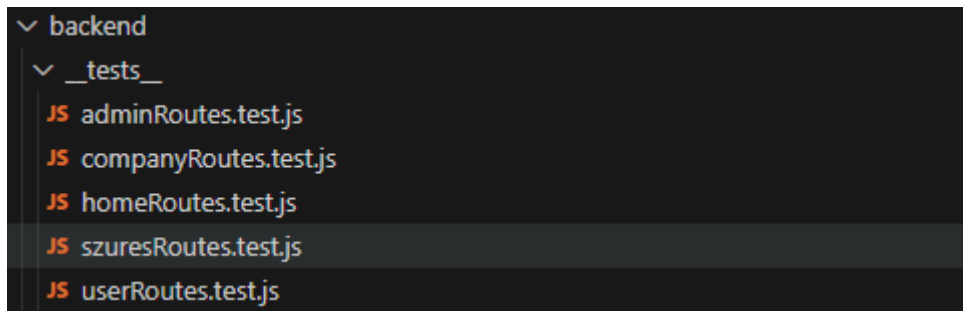 backend
__tests__
JS adminRoutes.test.js
JS companyRoutes.test.js
JS homeRoutes.test.js
JS szuresRoutes.test.js
JS userRoutes.test.js